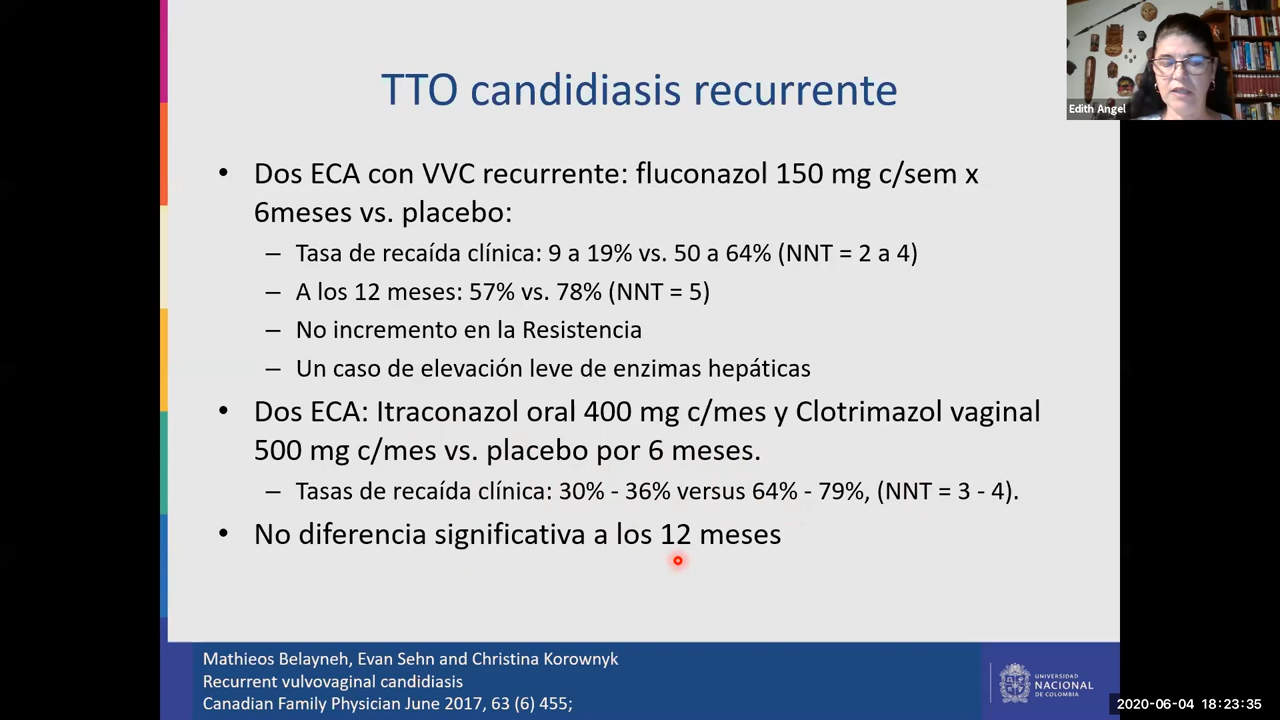 TTO candidiasis recurrente
Edith Angel
• Dos ECA con VVC recurrente: fluconazol 150 mg c/sem x
6meses vs. placebo:
– Tasa de recaída clínica: 9 a 19% vs. 50 a 64% (NNT = 2 a 4)
– A los 12 meses: 57% vs. 78% (NNT = 5)
– No incremento en la Resistencia
– Un caso de elevación leve de enzimas hepáticas
• Dos ECA: Itraconazol oral 400 mg c/mes y Clotrimazol vaginal
500 mg c/mes vs. placebo por 6 meses.
– Tasas de recaída clínica: 30% - 36% versus 64% - 79%, (NNT = 3 - 4).
• No diferencia significativa a los 12 meses
Mathieos Belayneh, Evan Sehn and Christina Korownyk
Recurrent vulvovaginal candidiasis
Canadian Family Physician June 2017, 63 (6) 455;
UNIVERSIDAD
NACIONAL
DE COLOMBIA
2020-06-04 18:23:35